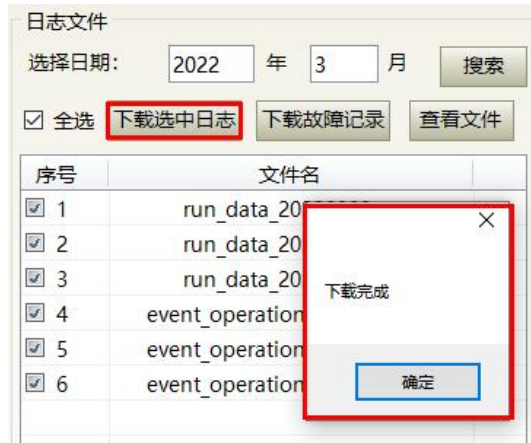 日志文件
选择日期: 2022 年 3 月 搜索
全选 下载选中日志 下载故障记录 查看文件
序号 文件名
1 run_data_20
2 run_data_20
3 run_data_20
4 event_operation
5 event_operation
6 event_operation
下载完成
确定